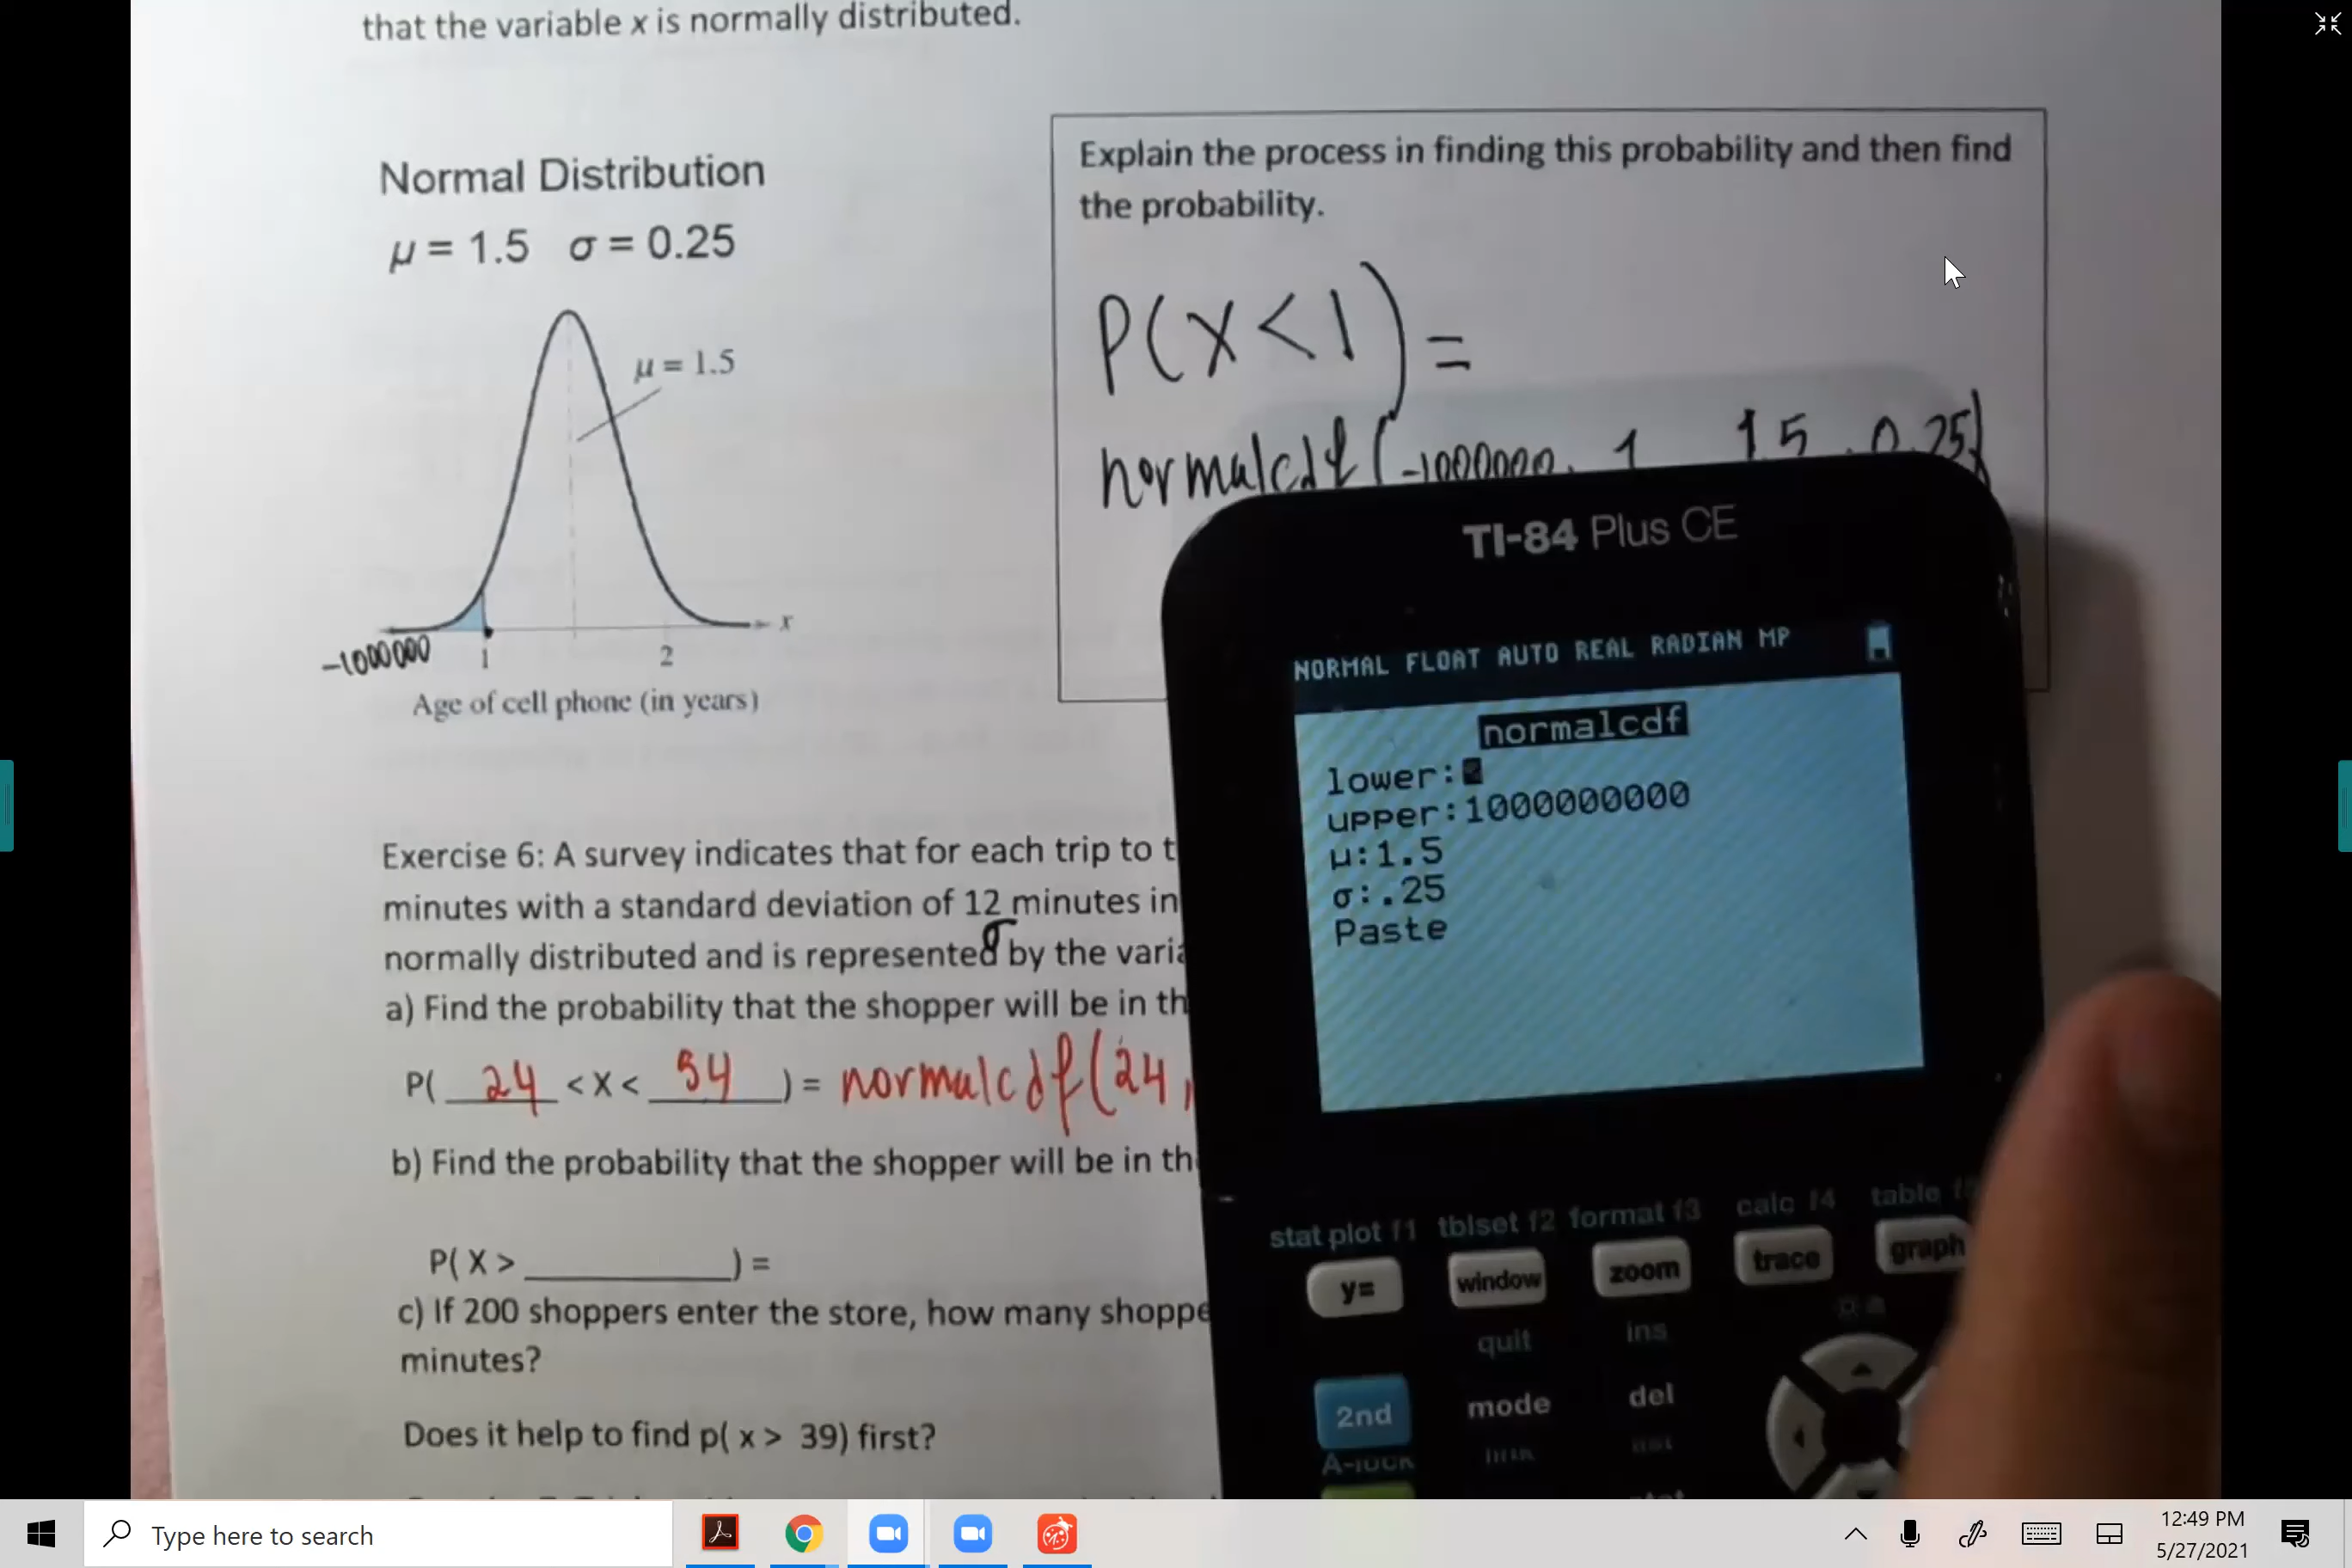 that the variable x is normally distributed.
Normal Distribution
μ = 1.5 σ = 0.25
μ = 1.5
x
-1000000
1
2
Age of cell phone (in years)
Explain the process in finding this probability and then find
the probability.
P(X<1) =
normalcdf(-1000000, 1, 1.5, 0.25)
Exercise 6: A survey indicates that for each trip to t
minutes with a standard deviation of 12 minutes in
σ
normally distributed and is represented by the varia
a) Find the probability that the shopper will be in th
P( 24 < X < 54 ) = normalcdf(24,
b) Find the probability that the shopper will be in th
P( X > ____________ ) =
c) If 200 shoppers enter the store, how many shoppe
minutes?
Does it help to find p( x > 39) first?
TI-84 Plus CE
NORMAL FLOAT AUTO REAL RADIAN MP
normalcdf
lower:
upper:1000000000
μ:1.5
σ:.25
Paste
stat plot f1 tblset f2 format f3 calc f4 table
y= window zoom trace graph
quit ins
2nd mode del
A-lock link
Type here to search
12:49 PM
5/27/2021